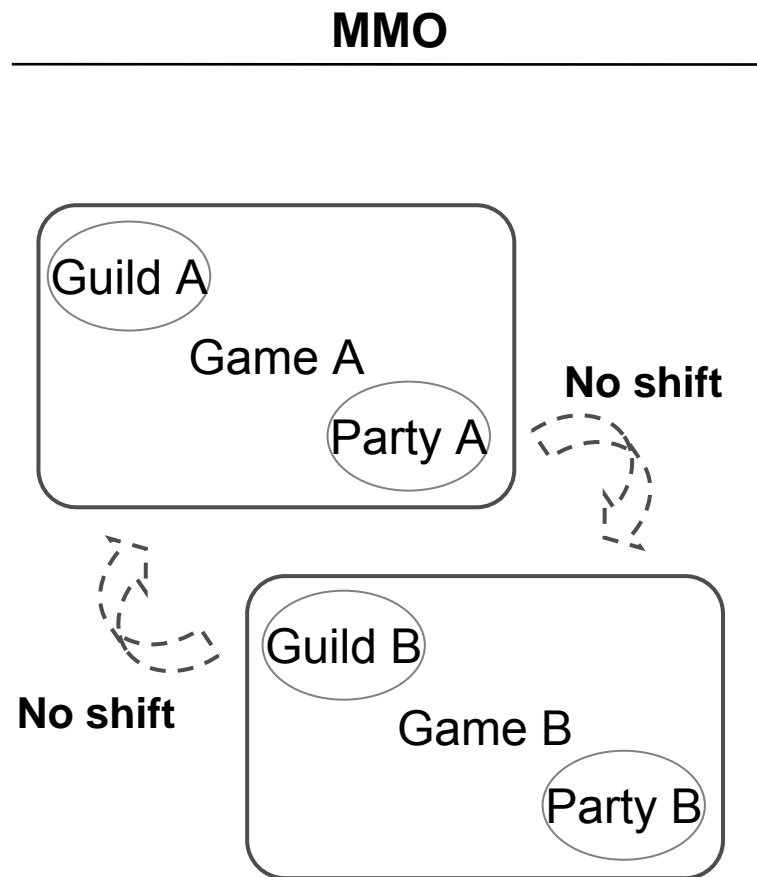 MMO
Guild A
Game A
No shift
Party A
Guild B
No shift
Game B
Party B